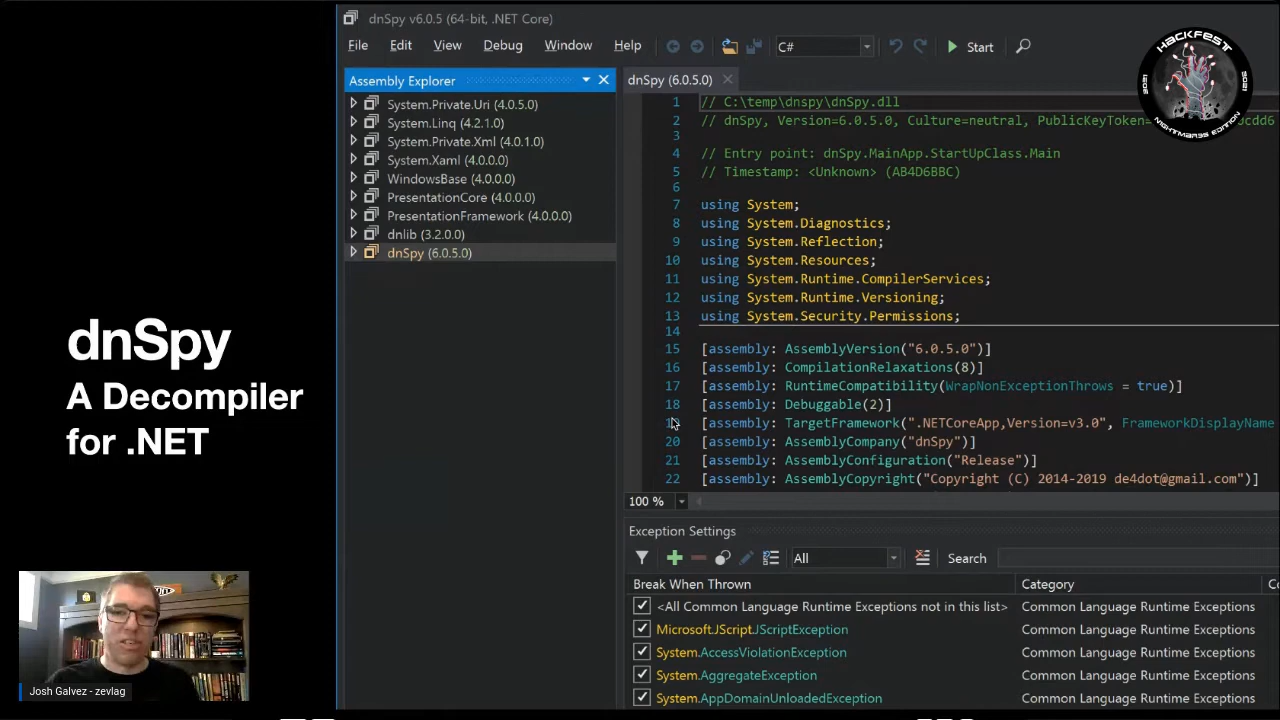 dnSpy v6.0.5 (64-bit, .NET Core)
File Edit View Debug Window Help C# Start
HACKFEST
2021 2021
NIGHTMAR3S EDITION
Assembly Explorer
System.Private.Uri (4.0.5.0)
System.Linq (4.2.1.0)
System.Private.Xml (4.0.1.0)
System.Xaml (4.0.0.0)
WindowsBase (4.0.0.0)
PresentationCore (4.0.0.0)
PresentationFramework (4.0.0.0)
dnlib (3.2.0.0)
dnSpy (6.0.5.0)
dnSpy (6.0.5.0)
1 // C:\temp\dnspy\dnSpy.dll
2 // dnSpy, Version=6.0.5.0, Culture=neutral, PublicKeyToken=
3
4 // Entry point: dnSpy.MainApp.StartUpClass.Main
5 // Timestamp: <Unknown> (AB4D6BBC)
6
7 using System;
8 using System.Diagnostics;
9 using System.Reflection;
10 using System.Resources;
11 using System.Runtime.CompilerServices;
12 using System.Runtime.Versioning;
13 using System.Security.Permissions;
14
15 [assembly: AssemblyVersion("6.0.5.0")]
16 [assembly: CompilationRelaxations(8)]
17 [assembly: RuntimeCompatibility(WrapNonExceptionThrows = true)]
18 [assembly: Debuggable(2)]
[assembly: TargetFramework(".NETCoreApp,Version=v3.0", FrameworkDisplayName
20 [assembly: AssemblyCompany("dnSpy")]
21 [assembly: AssemblyConfiguration("Release")]
22 [assembly: AssemblyCopyright("Copyright (C) 2014-2019 de4dot@gmail.com")]
100 %
Exception Settings
All Search
Break When Thrown Category
<All Common Language Runtime Exceptions not in this list> Common Language Runtime Exceptions
Microsoft.JScript.JScriptException Common Language Runtime Exceptions
System.AccessViolationException Common Language Runtime Exceptions
System.AggregateException Common Language Runtime Exceptions
System.AppDomainUnloadedException Common Language Runtime Exceptions
dnSpy
A Decompiler
for .NET
Josh Galvez - zevlag